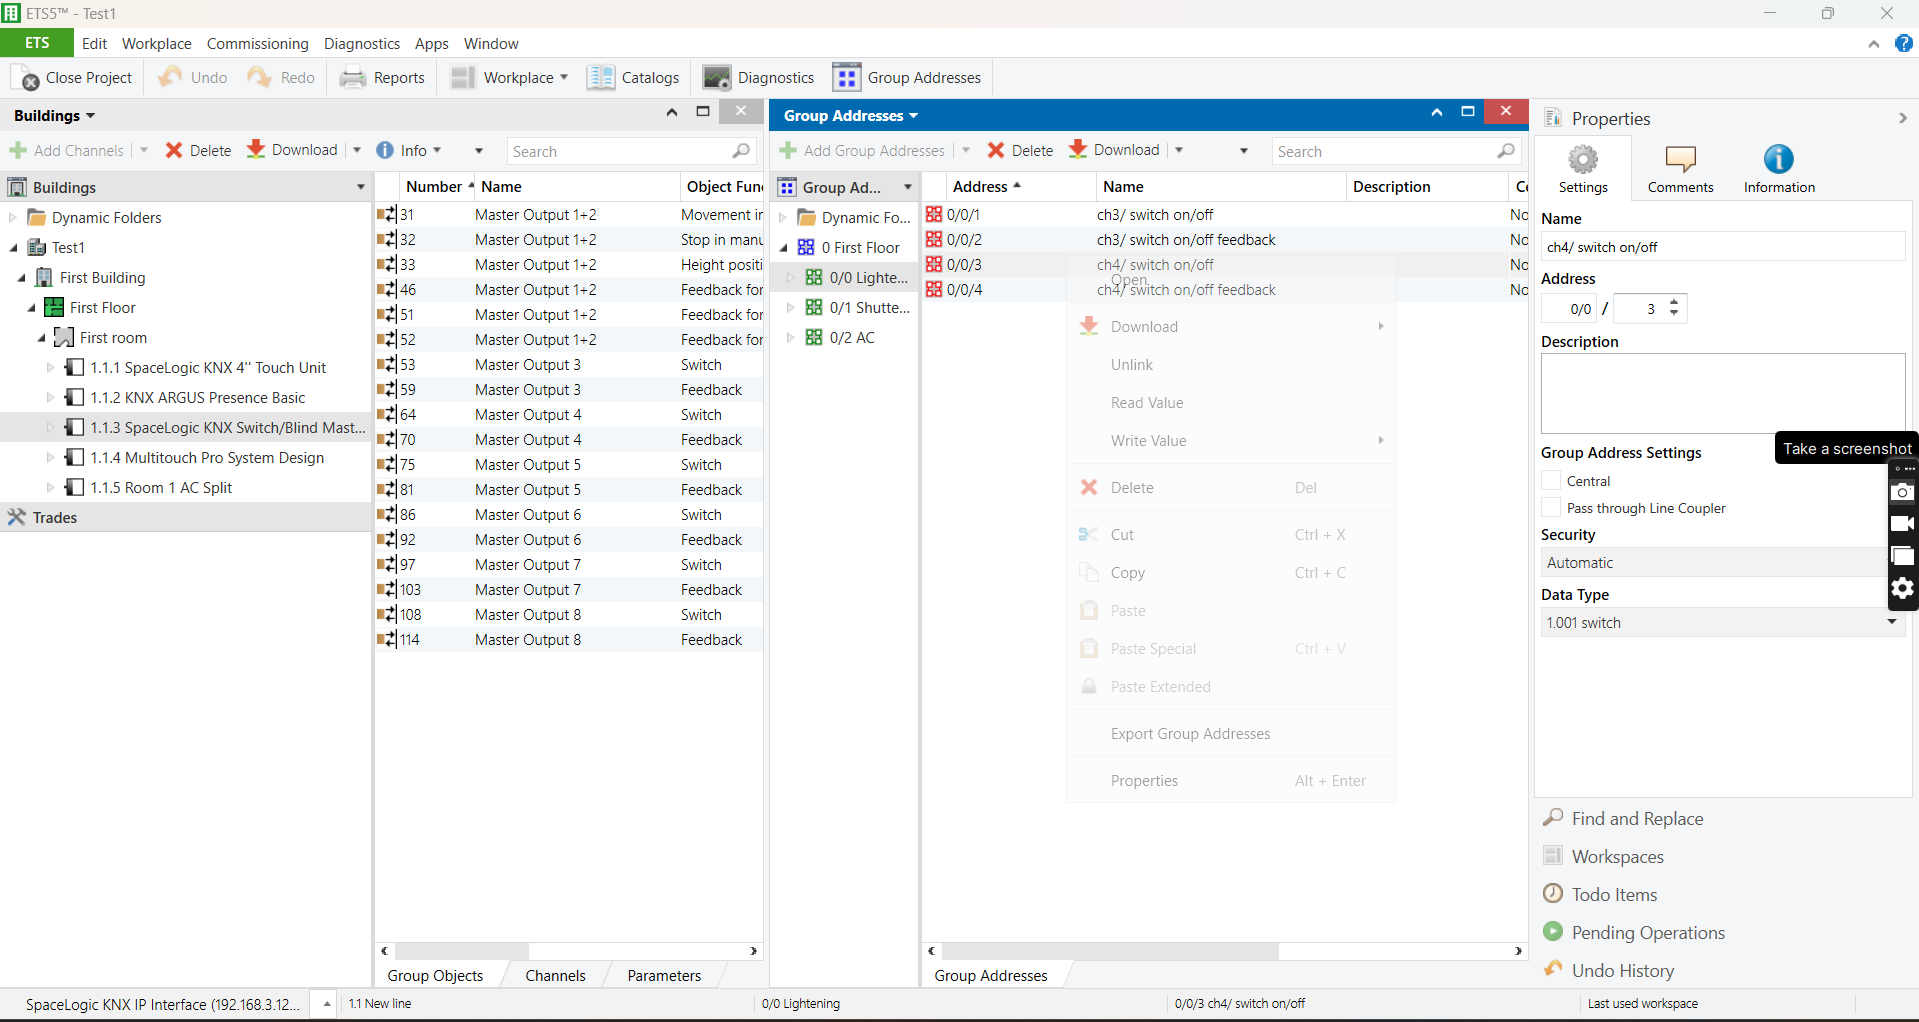 ETS5™ - Test1
ETS Edit Workplace Commissioning Diagnostics Apps Window
Close Project Undo Redo Reports Workplace Catalogs Diagnostics Group Addresses
Buildings
Add Channels Delete Download Info Search
Buildings
Dynamic Folders
Test1
First Building
First Floor
First room
1.1.1 SpaceLogic KNX 4" Touch Unit
1.1.2 KNX ARGUS Presence Basic
1.1.3 SpaceLogic KNX Switch/Blind Mast...
1.1.4 Multitouch Pro System Design
1.1.5 Room 1 AC Split
Trades
Number Name Object Fun
31 Master Output 1+2 Movement in
32 Master Output 1+2 Stop in manu
33 Master Output 1+2 Height positi
46 Master Output 1+2 Feedback for
51 Master Output 1+2 Feedback for
52 Master Output 1+2 Feedback for
53 Master Output 3 Switch
59 Master Output 3 Feedback
64 Master Output 4 Switch
70 Master Output 4 Feedback
75 Master Output 5 Switch
81 Master Output 5 Feedback
86 Master Output 6 Switch
92 Master Output 6 Feedback
97 Master Output 7 Switch
103 Master Output 7 Feedback
108 Master Output 8 Switch
114 Master Output 8 Feedback
Group Objects Channels Parameters
Group Addresses
Add Group Addresses Delete Download Search
Group Ad...
Dynamic Fo...
0 First Floor
0/0 Lighte...
0/1 Shutte...
0/2 AC
Address Name Description
0/0/1 ch3/ switch on/off No
0/0/2 ch3/ switch on/off feedback No
0/0/3 ch4/ switch on/off No
0/0/4 ch4/ switch on/off feedback No
Open
Download
Unlink
Read Value
Write Value
Delete Del
Cut Ctrl + X
Copy Ctrl + C
Paste
Paste Special Ctrl + V
Paste Extended
Export Group Addresses
Properties Alt + Enter
Group Addresses
Properties
Settings Comments Information
Name
ch4/ switch on/off
Address
0/0 / 3
Description
Take a screenshot
Group Address Settings
Central
Pass through Line Coupler
Security
Automatic
Data Type
1.001 switch
Find and Replace
Workspaces
Todo Items
Pending Operations
Undo History
SpaceLogic KNX IP Interface (192.168.3.12... 1.1 New line 0/0 Lightening 0/0/3 ch4/ switch on/off Last used workspace